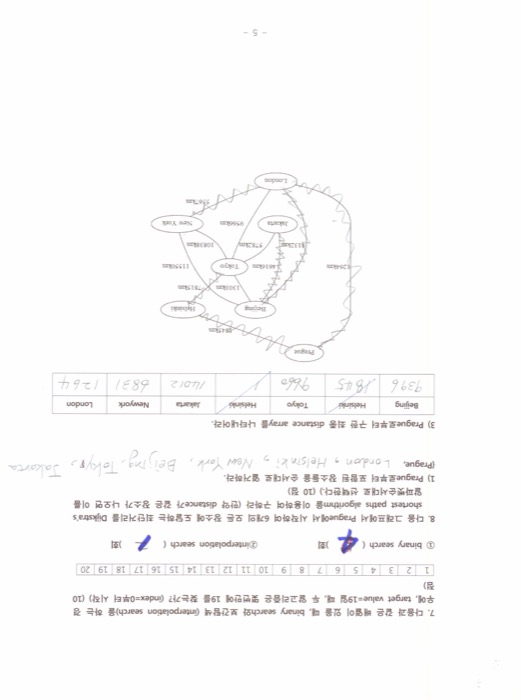 7. 다음과 같은 배열이 있을 때, binary search와 보간탐색 (interpolation search)을 하는 경
우에, target value=19일 때, 두 알고리즘은 몇번만에 19를 찾는가? (index=0부터 시작) (10
점)
1 2 3 4 5 6 7 8 9 10 11 12 13 14 15 16 17 18 19 20
① binary search ( 4 )회 ②interpolation search ( 1 )회
8. 다음 그래프에서 Prague에서 시작하여 6개의 모든 장소에 도달하는 최단거리를 Dijkstra's
shortest paths algorithm을 이용하여 구하라 (만약 distance가 같은 장소가 나오면 이름
알파벳순서대로 선택한다.) (10 점)
1) Prague로부터 포함된 장소들을 순서대로 열거하라.
(Prague, London, Helsinki, New York, Beijing, Tokyo, Jakarta
3) Prague로부터 구한 최종 distance array를 나타내어라.
Beijing Helsinki Tokyo Helsinki Jakarta Newyork London
9396 1845 9660 14012 6831 1264
Prague
1845km
Beijing Helsinki
1303km 7815km
1264km 4616km Tokyo 11550km
8132km 5782km 10838km
Jakarta 9566km New York
5567km
London
- 5 -